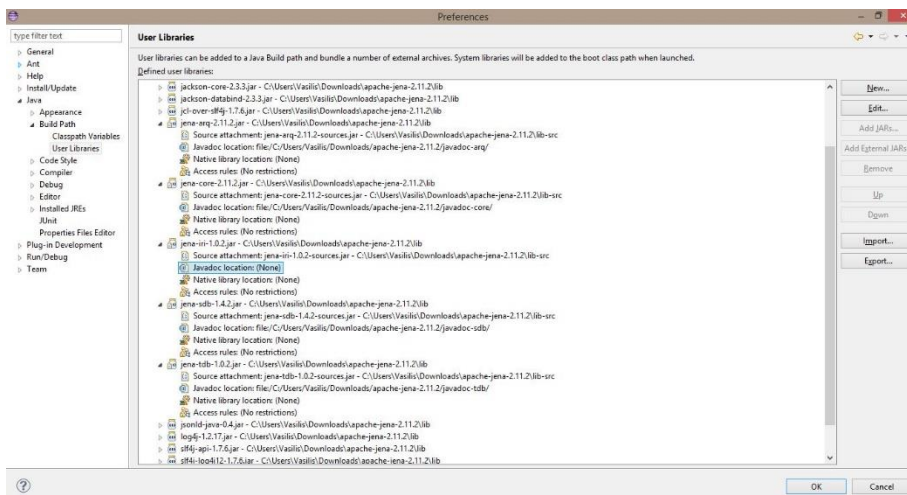 Preferences
type filter text
User Libraries
General
Ant
Help
Install/Update
Java
Appearance
Build Path
Classpath Variables
User Libraries
Code Style
Compiler
Debug
Editor
Installed JREs
JUnit
Properties Files Editor
Plug-in Development
Run/Debug
Team
User libraries can be added to a Java Build path and bundle a number of external archives. System libraries will be added to the boot class path when launched.
Defined user libraries:
jackson-core-2.3.3.jar - C:\Users\Vasilis\Downloads\apache-jena-2.11.2\lib
jackson-databind-2.3.3.jar - C:\Users\Vasilis\Downloads\apache-jena-2.11.2\lib
jcl-over-slf4j-1.7.6.jar - C:\Users\Vasilis\Downloads\apache-jena-2.11.2\lib
jena-arq-2.11.2.jar - C:\Users\Vasilis\Downloads\apache-jena-2.11.2\lib
Source attachment: jena-arq-2.11.2-sources.jar - C:\Users\Vasilis\Downloads\apache-jena-2.11.2\lib-src
Javadoc location: file:/C:/Users/Vasilis/Downloads/apache-jena-2.11.2/javadoc-arq/
Native library location: (None)
Access rules: (No restrictions)
jena-core-2.11.2.jar - C:\Users\Vasilis\Downloads\apache-jena-2.11.2\lib
Source attachment: jena-core-2.11.2-sources.jar - C:\Users\Vasilis\Downloads\apache-jena-2.11.2\lib-src
Javadoc location: file:/C:/Users/Vasilis/Downloads/apache-jena-2.11.2/javadoc-core/
Native library location: (None)
Access rules: (No restrictions)
jena-iri-1.0.2.jar - C:\Users\Vasilis\Downloads\apache-jena-2.11.2\lib
Source attachment: jena-iri-1.0.2-sources.jar - C:\Users\Vasilis\Downloads\apache-jena-2.11.2\lib-src
Javadoc location: (None)
Native library location: (None)
Access rules: (No restrictions)
jena-sdb-1.4.2.jar - C:\Users\Vasilis\Downloads\apache-jena-2.11.2\lib
Source attachment: jena-sdb-1.4.2-sources.jar - C:\Users\Vasilis\Downloads\apache-jena-2.11.2\lib-src
Javadoc location: file:/C:/Users/Vasilis/Downloads/apache-jena-2.11.2/javadoc-sdb/
Native library location: (None)
Access rules: (No restrictions)
jena-tdb-1.0.2.jar - C:\Users\Vasilis\Downloads\apache-jena-2.11.2\lib
Source attachment: jena-tdb-1.0.2-sources.jar - C:\Users\Vasilis\Downloads\apache-jena-2.11.2\lib-src
Javadoc location: file:/C:/Users/Vasilis/Downloads/apache-jena-2.11.2/javadoc-tdb/
Native library location: (None)
Access rules: (No restrictions)
jsonld-java-0.4.jar - C:\Users\Vasilis\Downloads\apache-jena-2.11.2\lib
log4j-1.2.17.jar - C:\Users\Vasilis\Downloads\apache-jena-2.11.2\lib
slf4j-api-1.7.6.jar - C:\Users\Vasilis\Downloads\apache-jena-2.11.2\lib
slf4j-log4j12-1.7.6.jar - C:\Users\Vasilis\Downloads\apache-jena-2.11.2\lib
New...
Edit...
Add JARs...
Add External JARs
Remove
Up
Down
Import...
Export...
OK
Cancel